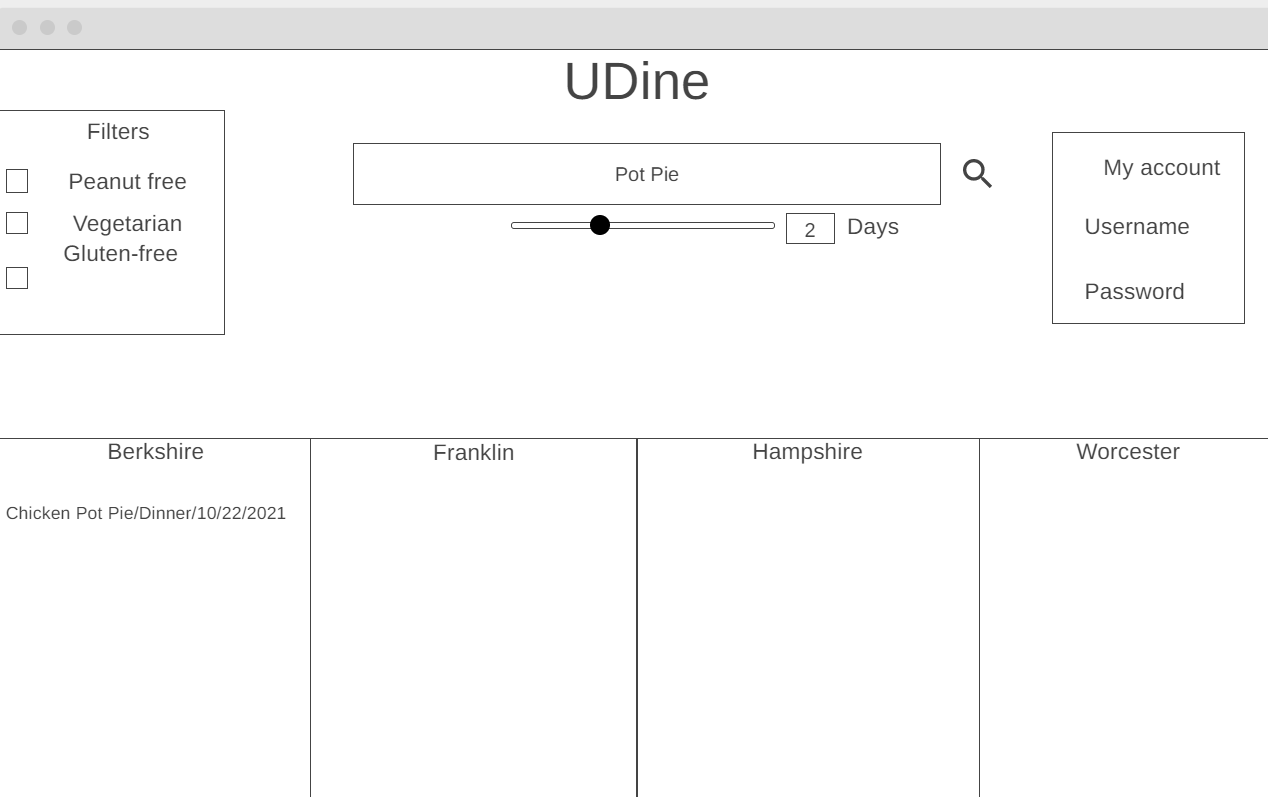 UDine
Filters
Peanut free
Vegetarian
Gluten-free
Pot Pie
2 Days
My account
Username
Password
Berkshire
Franklin
Hampshire
Worcester
Chicken Pot Pie/Dinner/10/22/2021